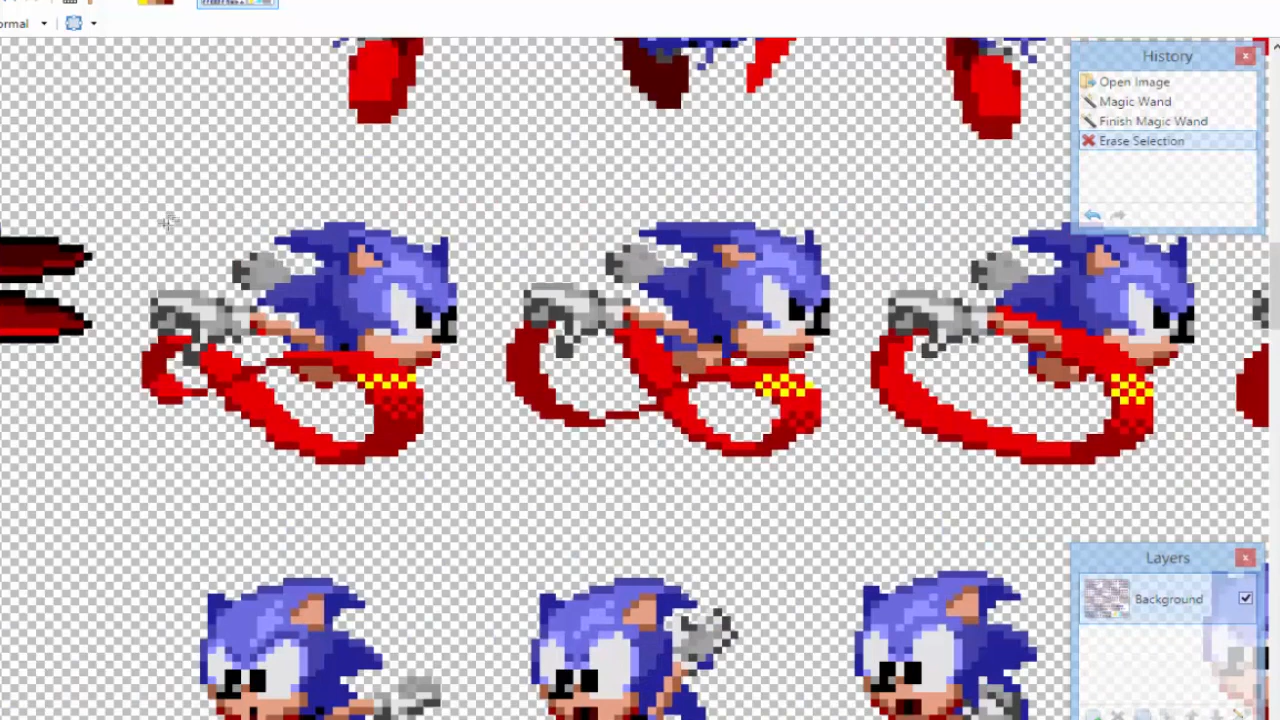 ormal
History
Open Image
Magic Wand
Finish Magic Wand
Erase Selection
Layers
Background